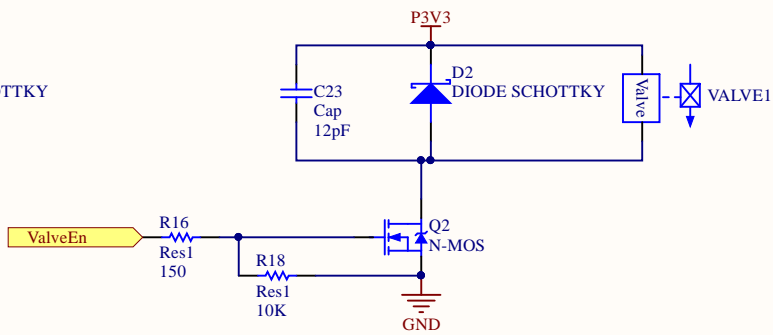 P3V3
TTKY
C23
Cap
12pF
D2
DIODE SCHOTTKY
Valve
VALVE1
ValveEn
R16
Res1
150
R18
Res1
10K
Q2
N-MOS
GND